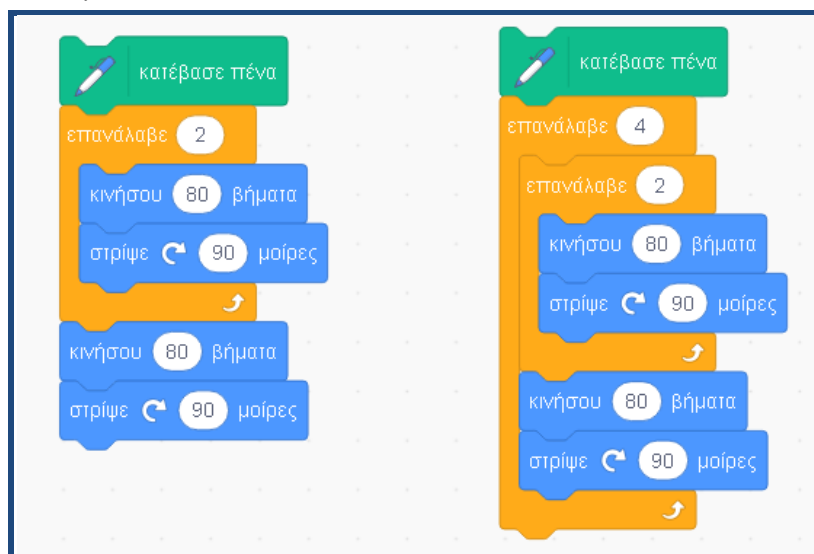 κατέβασε πένα
επανάλαβε 2
κινήσου 80 βήματα
στρίψε 90 μοίρες
κινήσου 80 βήματα
στρίψε 90 μοίρες
κατέβασε πένα
επανάλαβε 4
επανάλαβε 2
κινήσου 80 βήματα
στρίψε 90 μοίρες
κινήσου 80 βήματα
στρίψε 90 μοίρες